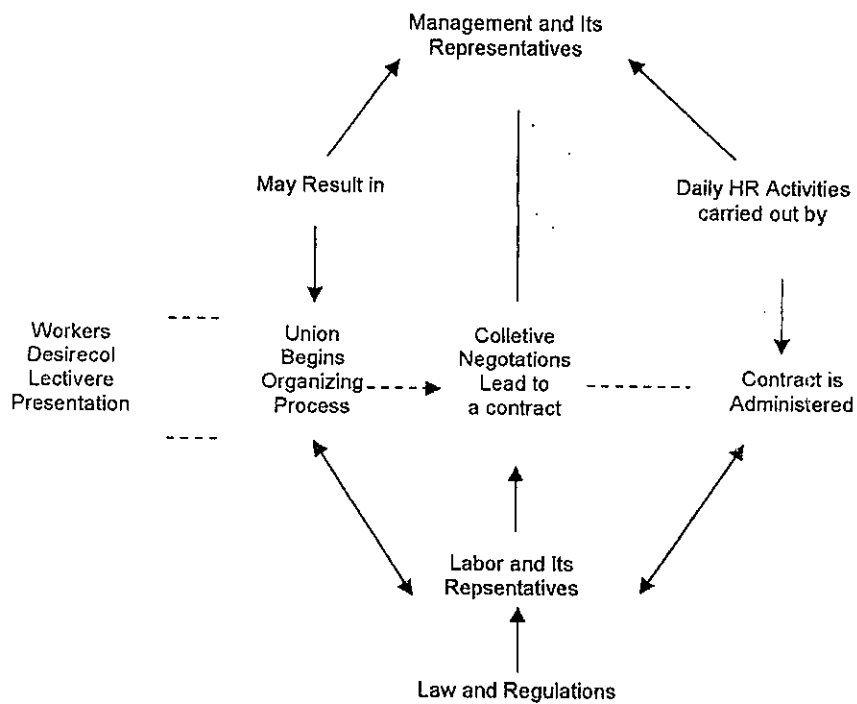 Management and Its
Representatives
May Result in
Daily HR Activities
carried out by
Workers
Desirecol
Lectivere
Presentation
Union
Begins
Organizing
Process
Colletive
Negotations
Lead to
a contract
Contract is
Administered
Labor and Its
Repsentatives
Law and Regulations